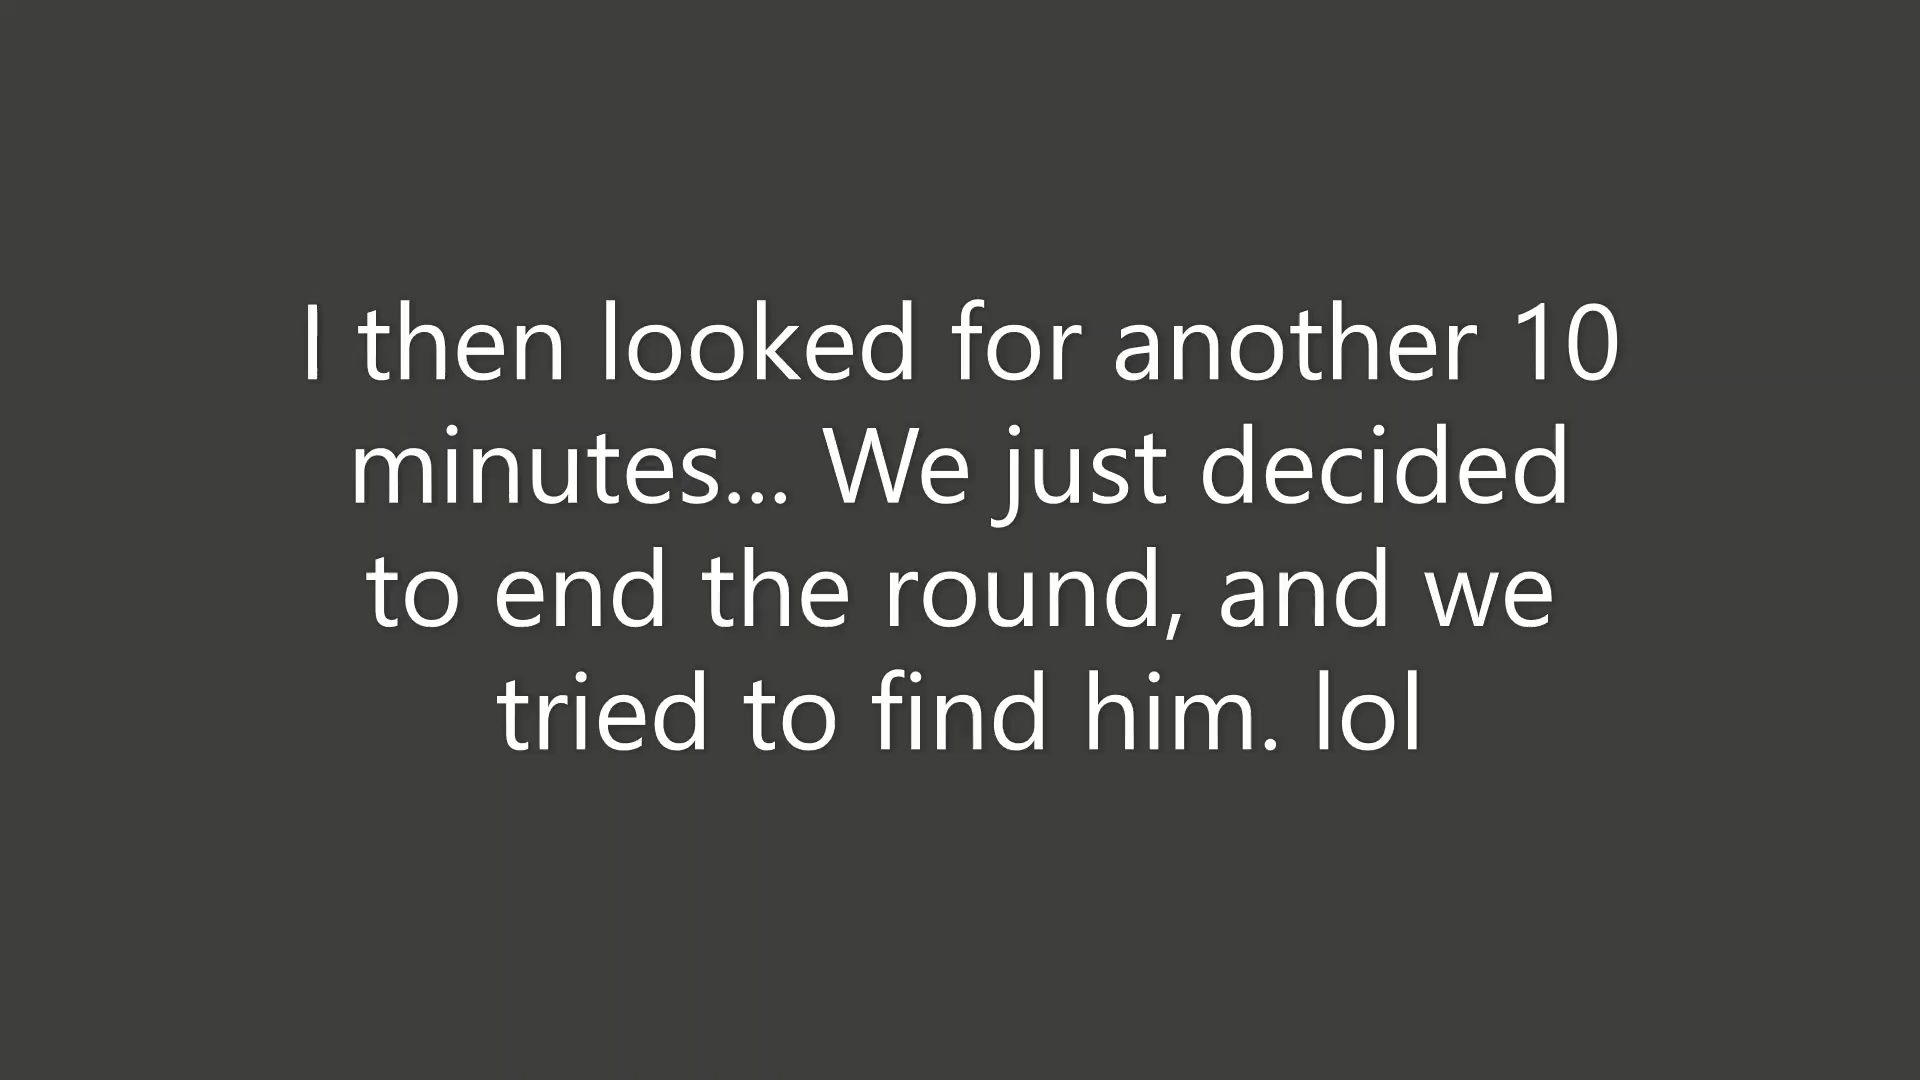 I then looked for another 10
minutes... We just decided
to end the round, and we
tried to find him. lol